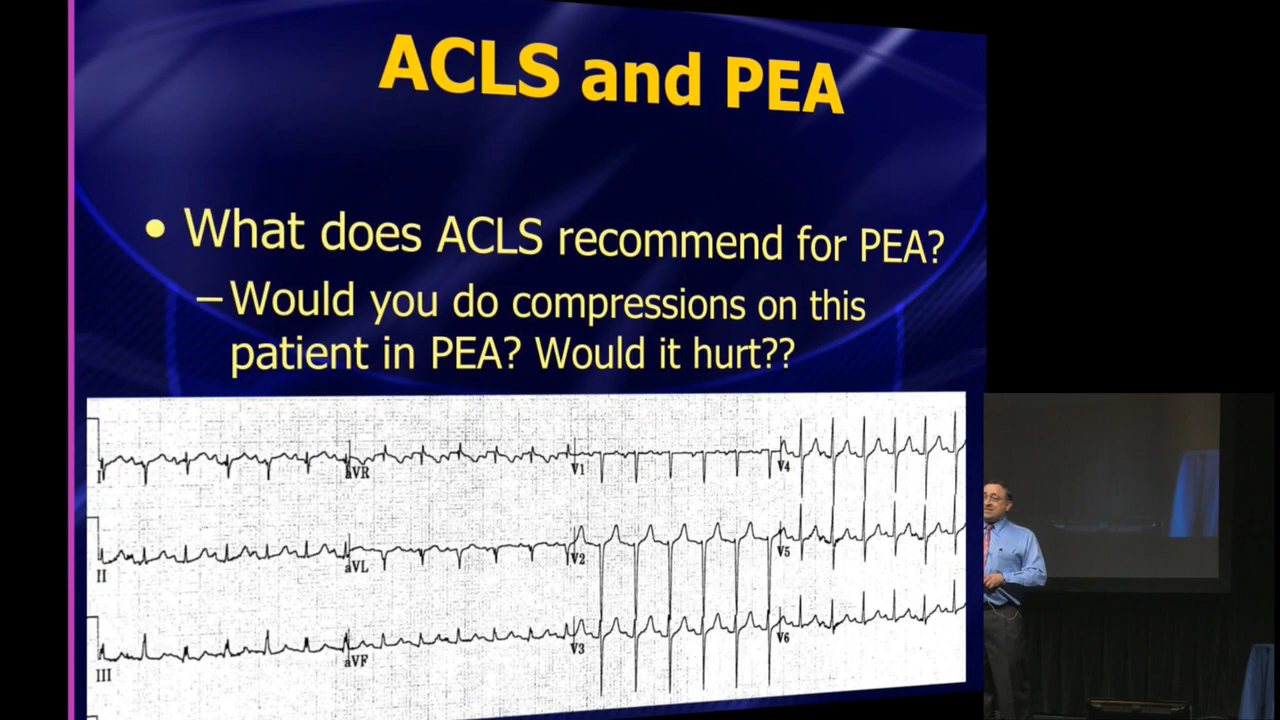 ACLS and PEA
• What does ACLS recommend for PEA?
– Would you do compressions on this
patient in PEA? Would it hurt??
I aVR V1 V4
II aVL V2 V5
III aVF V3 V6